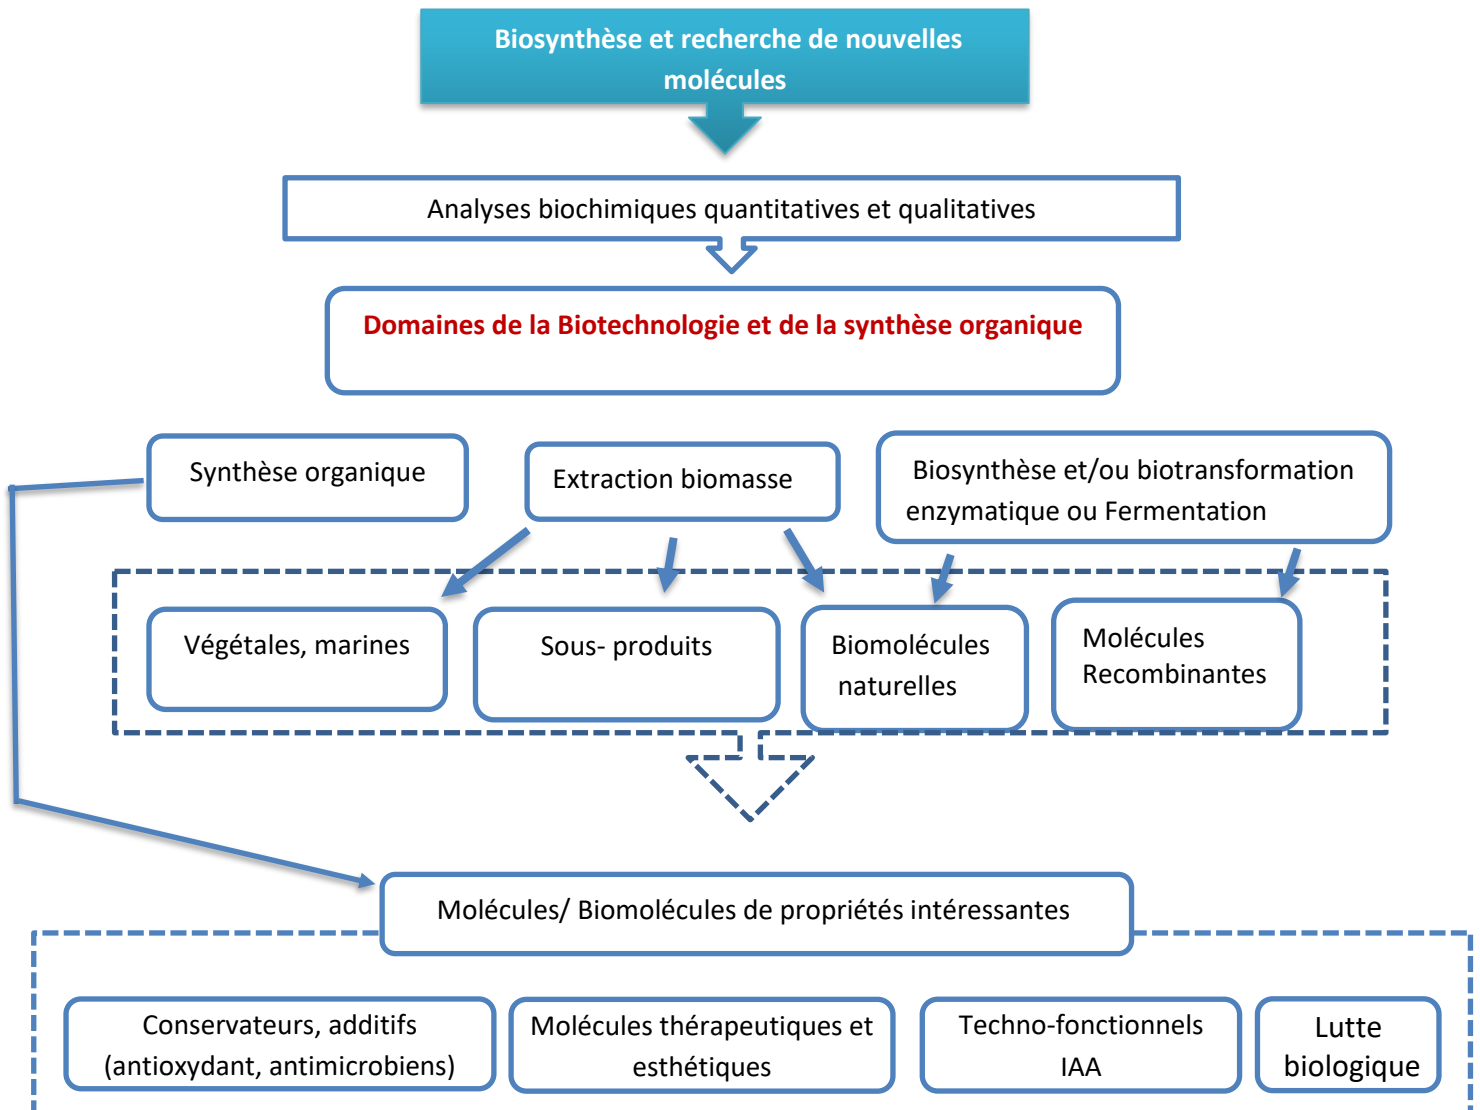 Biosynthèse et recherche de nouvelles
molécules
Analyses biochimiques quantitatives et qualitatives
Domaines de la Biotechnologie et de la synthèse organique
Synthèse organique
Extraction biomasse
Biosynthèse et/ou biotransformation
enzymatique ou Fermentation
Végétales, marines
Sous- produits
Biomolécules
naturelles
Molécules
Recombinantes
Molécules/ Biomolécules de propriétés intéressantes
Conservateurs, additifs
(antioxydant, antimicrobiens)
Molécules thérapeutiques et
esthétiques
Techno-fonctionnels
IAA
Lutte
biologique